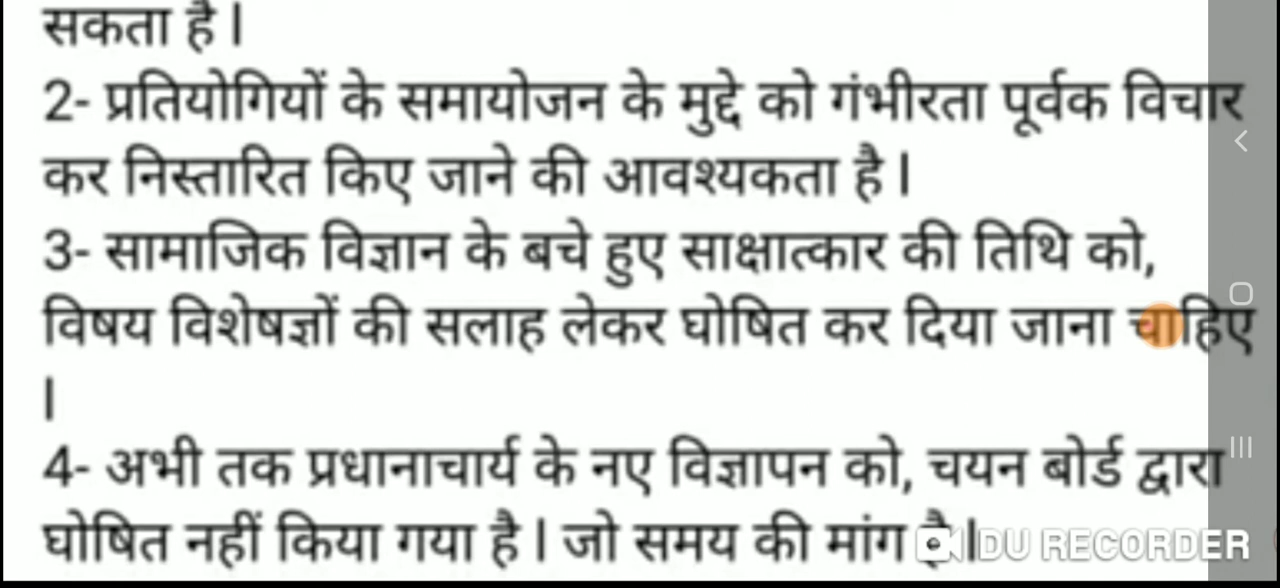 सकता है |
2- प्रतियोगियों के समायोजन के मुद्दे को गंभीरता पूर्वक विचार
कर निस्तारित किए जाने की आवश्यकता है |
3- सामाजिक विज्ञान के बचे हुए साक्षात्कार की तिथि को,
विषय विशेषज्ञों की सलाह लेकर घोषित कर दिया जाना चाहिए
|
4- अभी तक प्रधानाचार्य के नए विज्ञापन को, चयन बोर्ड द्वारा
घोषित नहीं किया गया है | जो समय की मांग है |
DU RECORDER